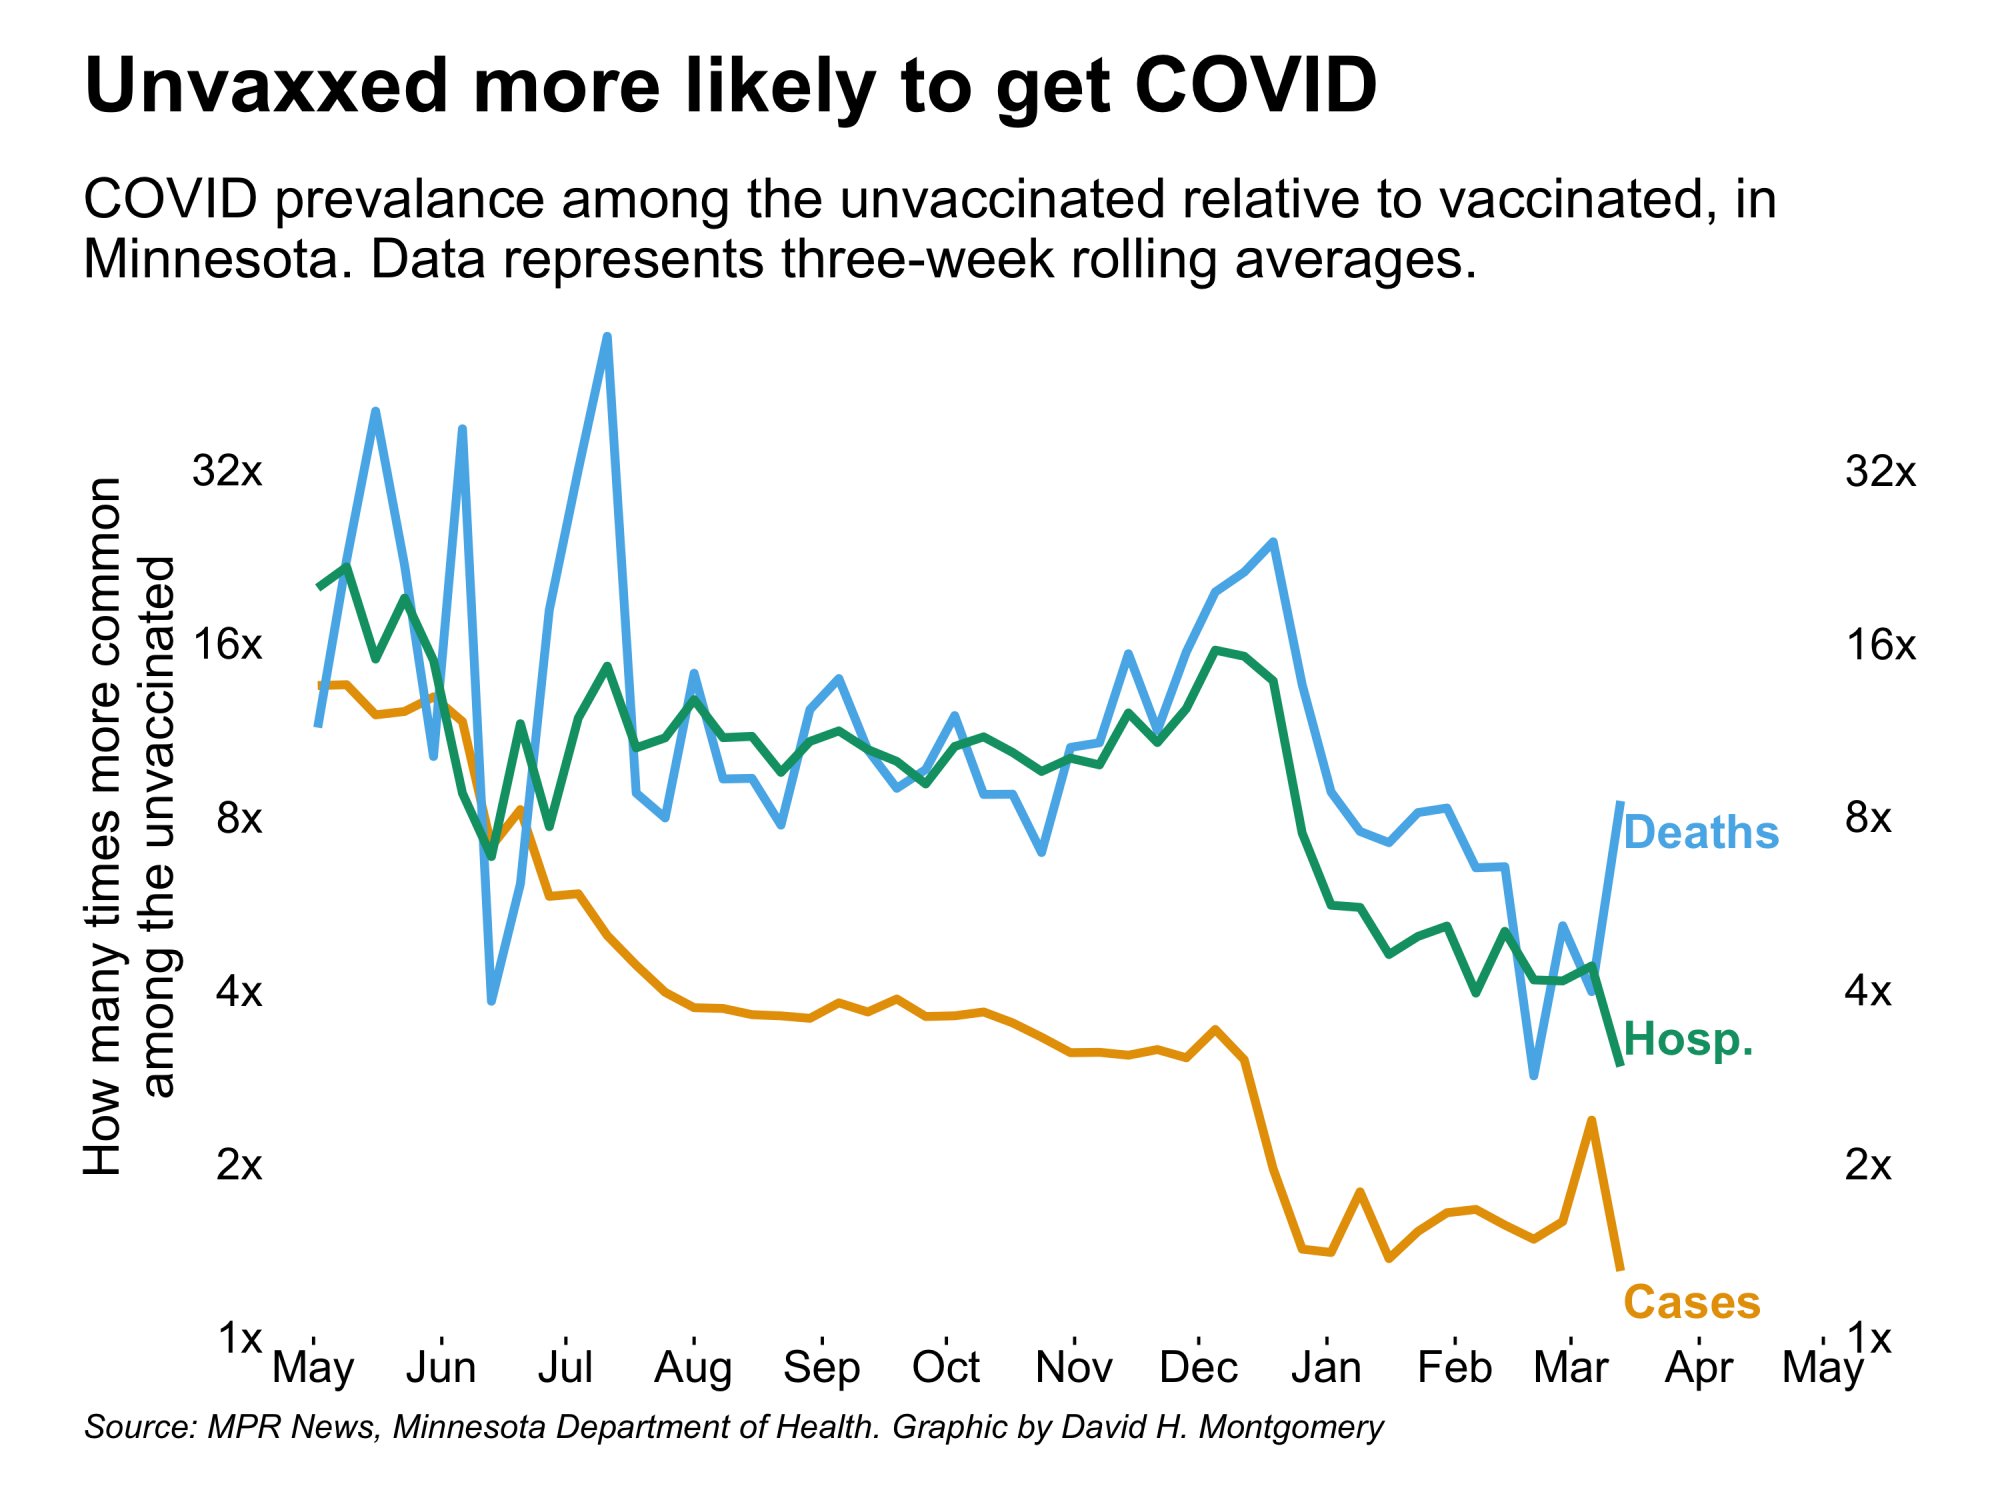 Unvaxxed more likely to get COVID
COVID prevalance among the unvaccinated relative to vaccinated, in
Minnesota. Data represents three-week rolling averages.
How many times more common
among the unvaccinated
32x
16x
8x
4x
2x
1x
32x
16x
8x
4x
2x
1x
Deaths
Hosp.
Cases
May Jun Jul Aug Sep Oct Nov Dec Jan Feb Mar Apr May
Source: MPR News, Minnesota Department of Health. Graphic by David H. Montgomery